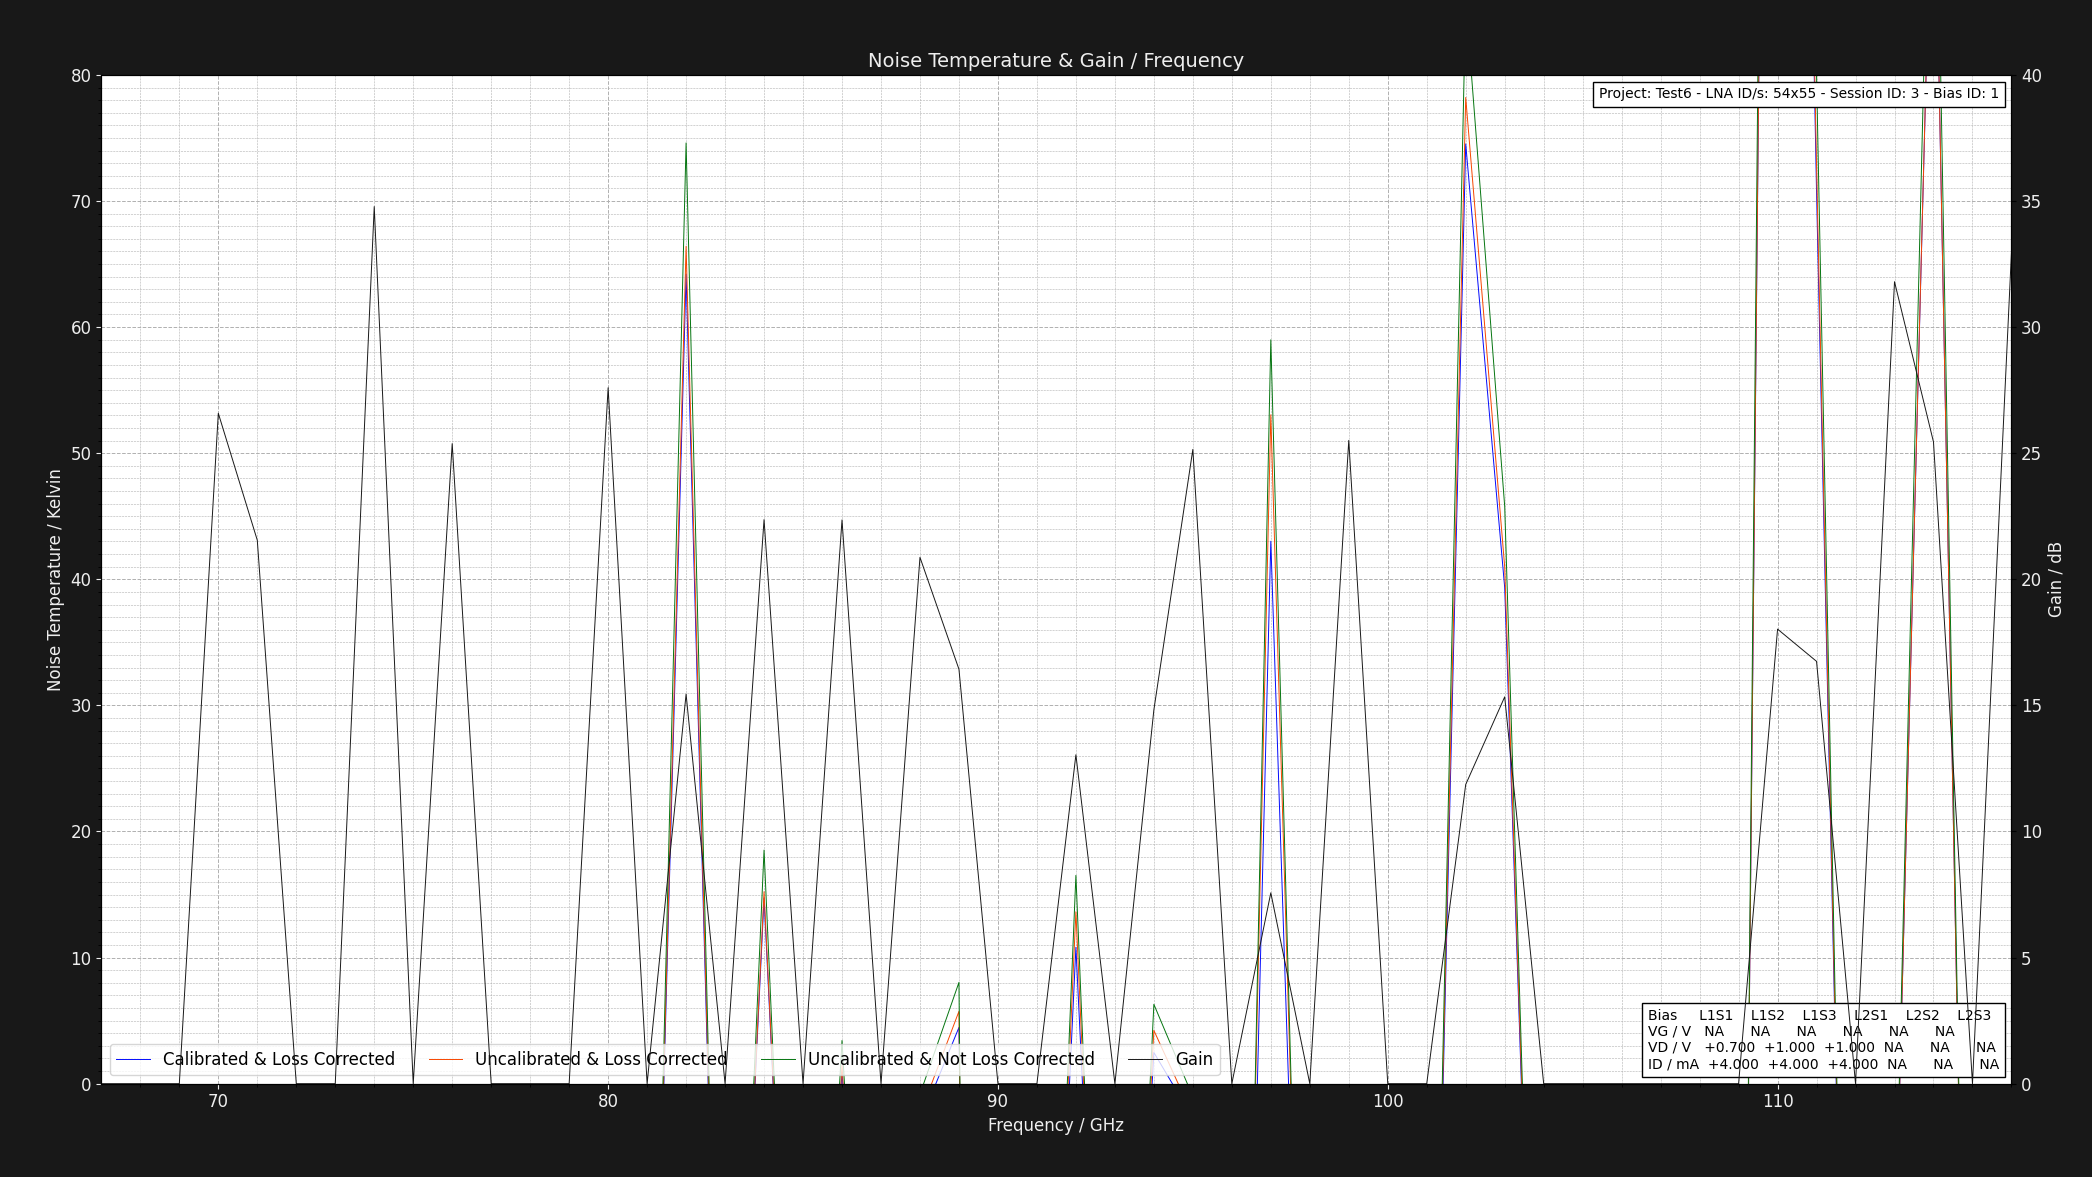 Noise Temperature & Gain / Frequency
Project: Test6 - LNA ID/s: 54x55 - Session ID: 3 - Bias ID: 1
Noise Temperature / Kelvin
80
70
60
50
40
30
20
10
0
40
35
30
25
20
15
10
5
0
Gain / dB
Bias L1S1 L1S2 L1S3 L2S1 L2S2 L2S3
VG / V NA NA NA NA NA NA
VD / V +0.700 +1.000 +1.000 NA NA NA
ID / mA +4.000 +4.000 +4.000 NA NA NA
Calibrated & Loss Corrected Uncalibrated & Loss Corrected Uncalibrated & Not Loss Corrected Gain
70 80 90 100 110
Frequency / GHz